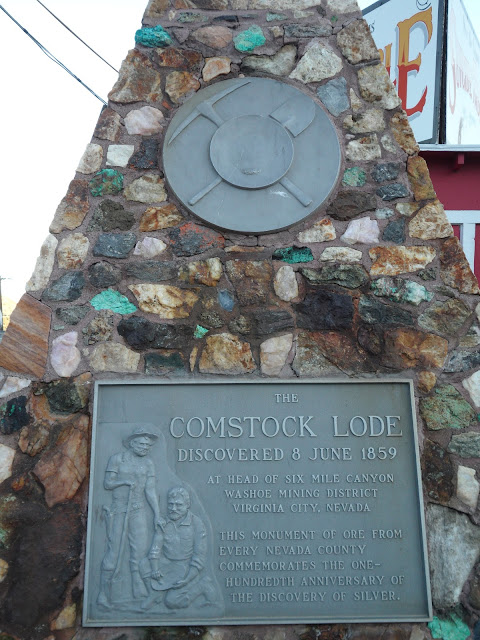 THE
COMSTOCK LODE
DISCOVERED 8 JUNE 1859
AT HEAD OF SIX MILE CANYON
WASHOE MINING DISTRICT
VIRGINIA CITY, NEVADA
THIS MONUMENT OF ORE FROM
EVERY NEVADA COUNTY
COMMEMORATES THE ONE-
HUNDREDTH ANNIVERSARY OF
THE DISCOVERY OF SILVER.